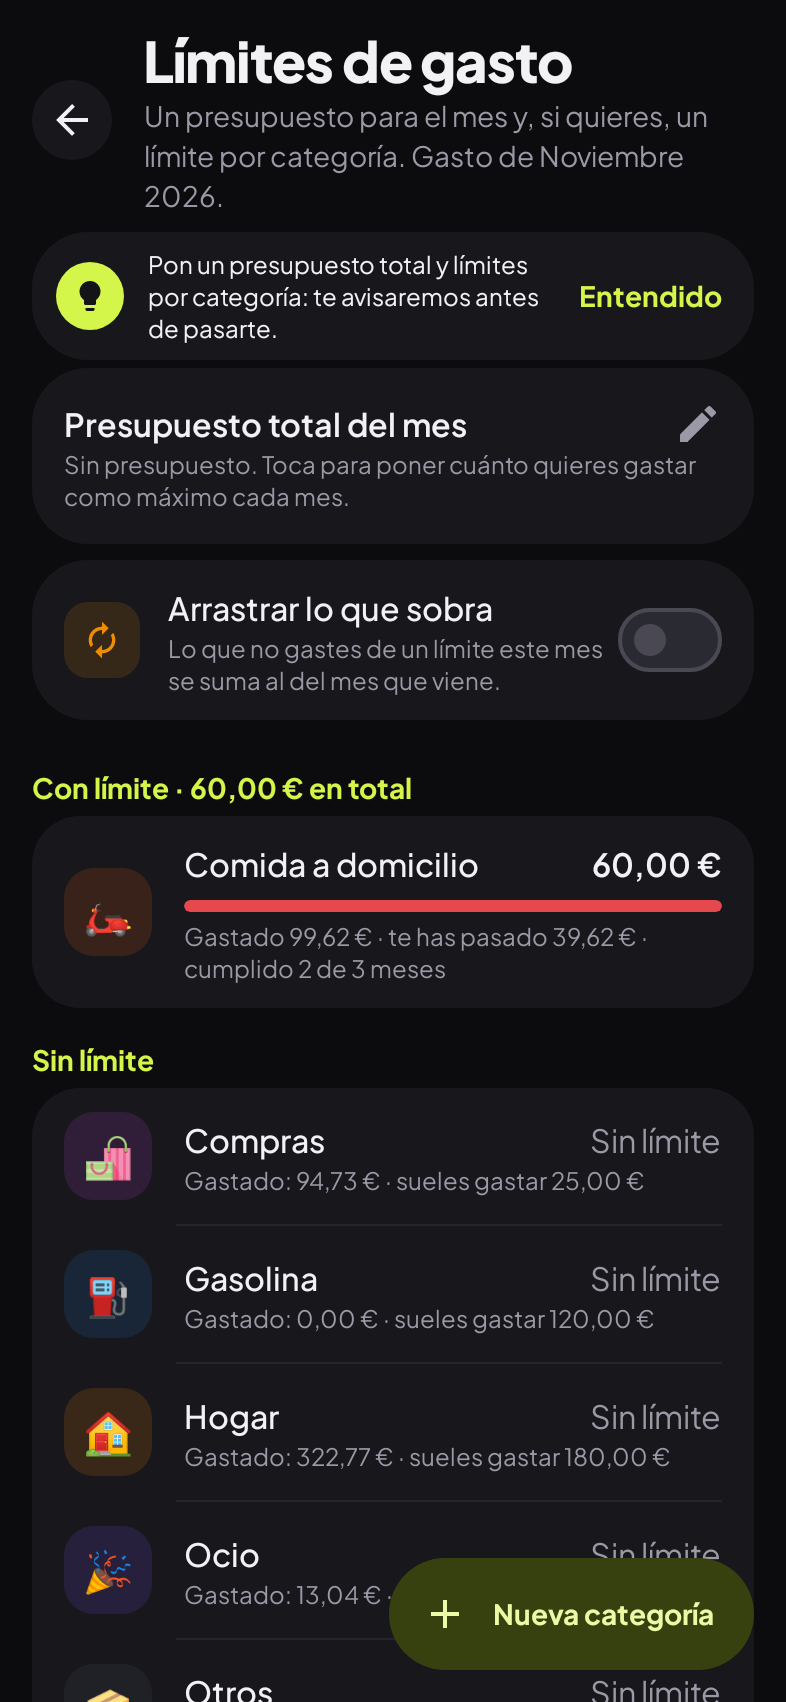 Límites de gasto
Un presupuesto para el mes y, si quieres, un
límite por categoría. Gasto de Noviembre
2026.
Pon un presupuesto total y límites
por categoría: te avisaremos antes
de pasarte.
Entendido
Presupuesto total del mes
Sin presupuesto. Toca para poner cuánto quieres gastar
como máximo cada mes.
Arrastrar lo que sobra
Lo que no gastes de un límite este mes
se suma al del mes que viene.
Con límite · 60,00 € en total
Comida a domicilio 60,00 €
Gastado 99,62 € · te has pasado 39,62 € ·
cumplido 2 de 3 meses
Sin límite
Compras Sin límite
Gastado: 94,73 € · sueles gastar 25,00 €
Gasolina Sin límite
Gastado: 0,00 € · sueles gastar 120,00 €
Hogar Sin límite
Gastado: 322,77 € · sueles gastar 180,00 €
Ocio Sin límite
Gastado: 13,04 € ·
Nueva categoría
Otros Sin límite